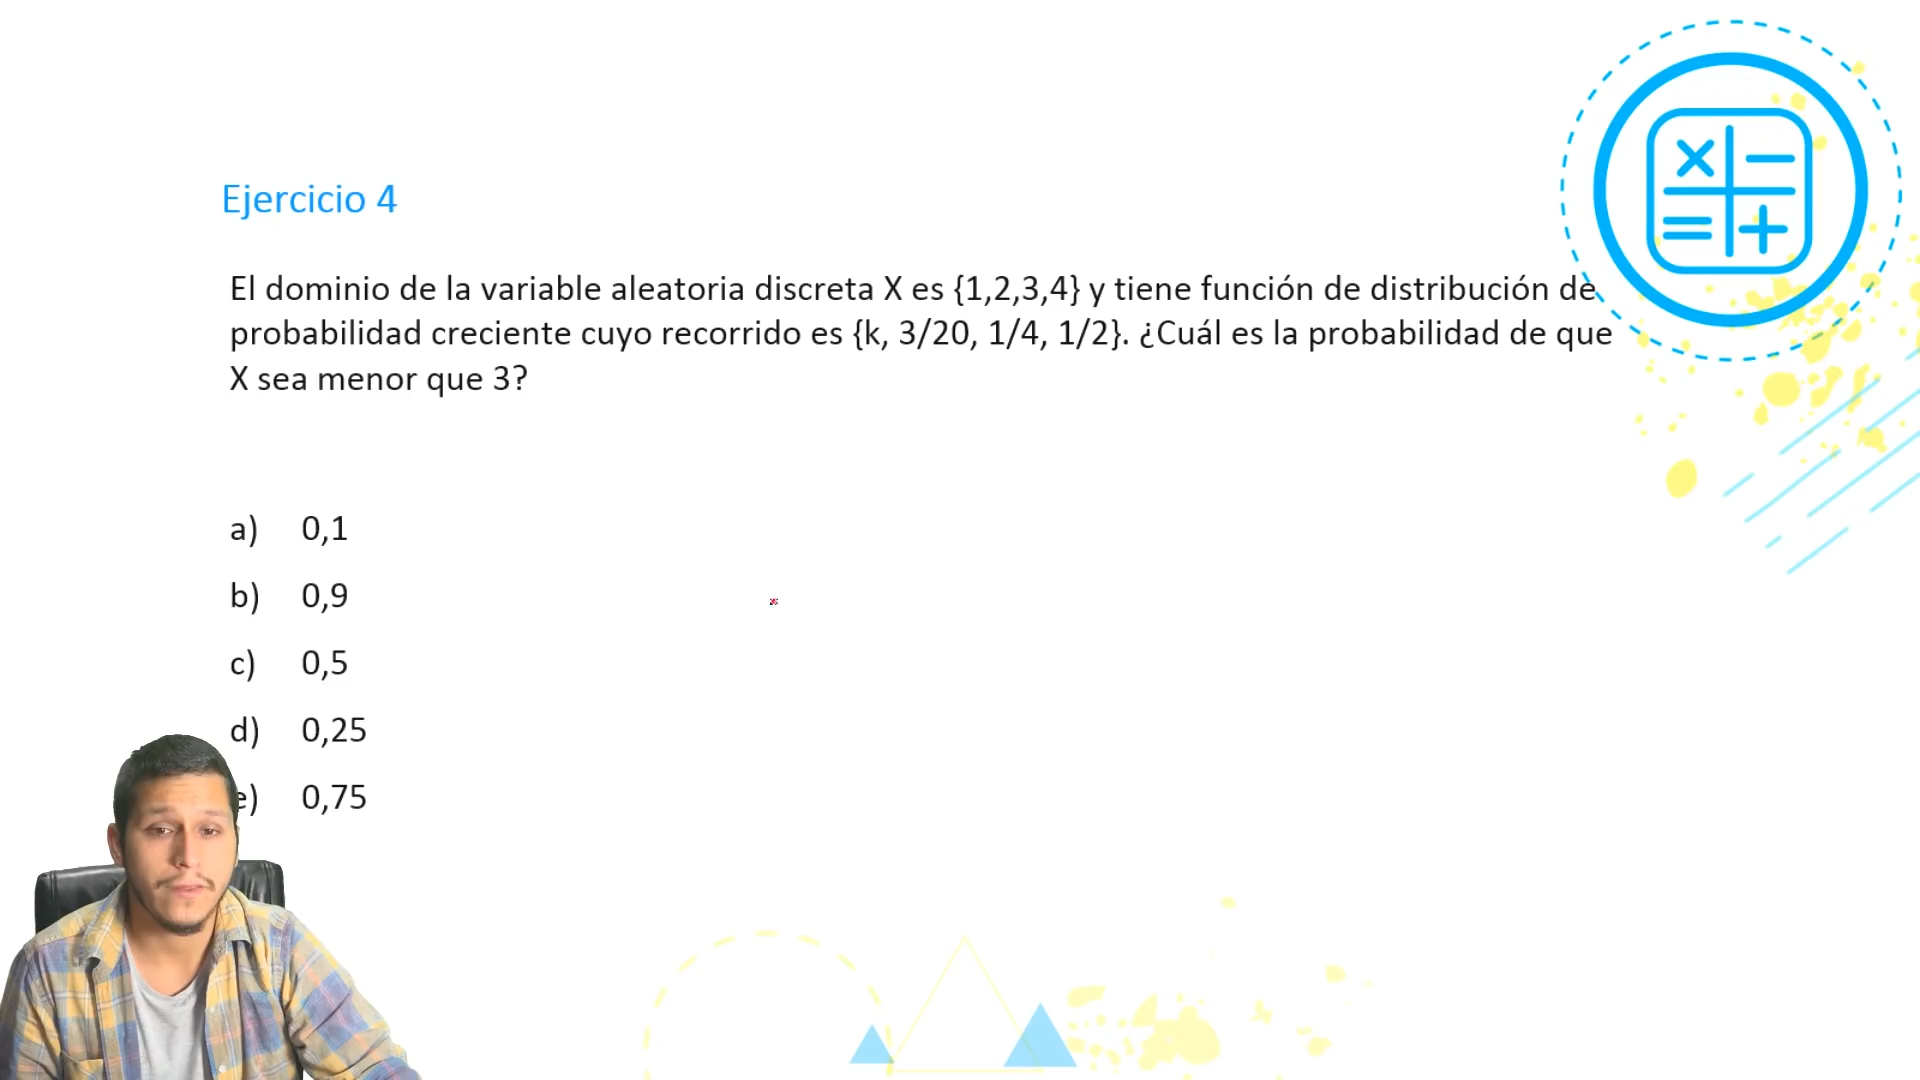 Ejercicio 4
El dominio de la variable aleatoria discreta X es {1,2,3,4} y tiene función de distribución de
probabilidad creciente cuyo recorrido es {k, 3/20, 1/4, 1/2}. ¿Cuál es la probabilidad de que
X sea menor que 3?
a) 0,1
b) 0,9
c) 0,5
d) 0,25
e) 0,75